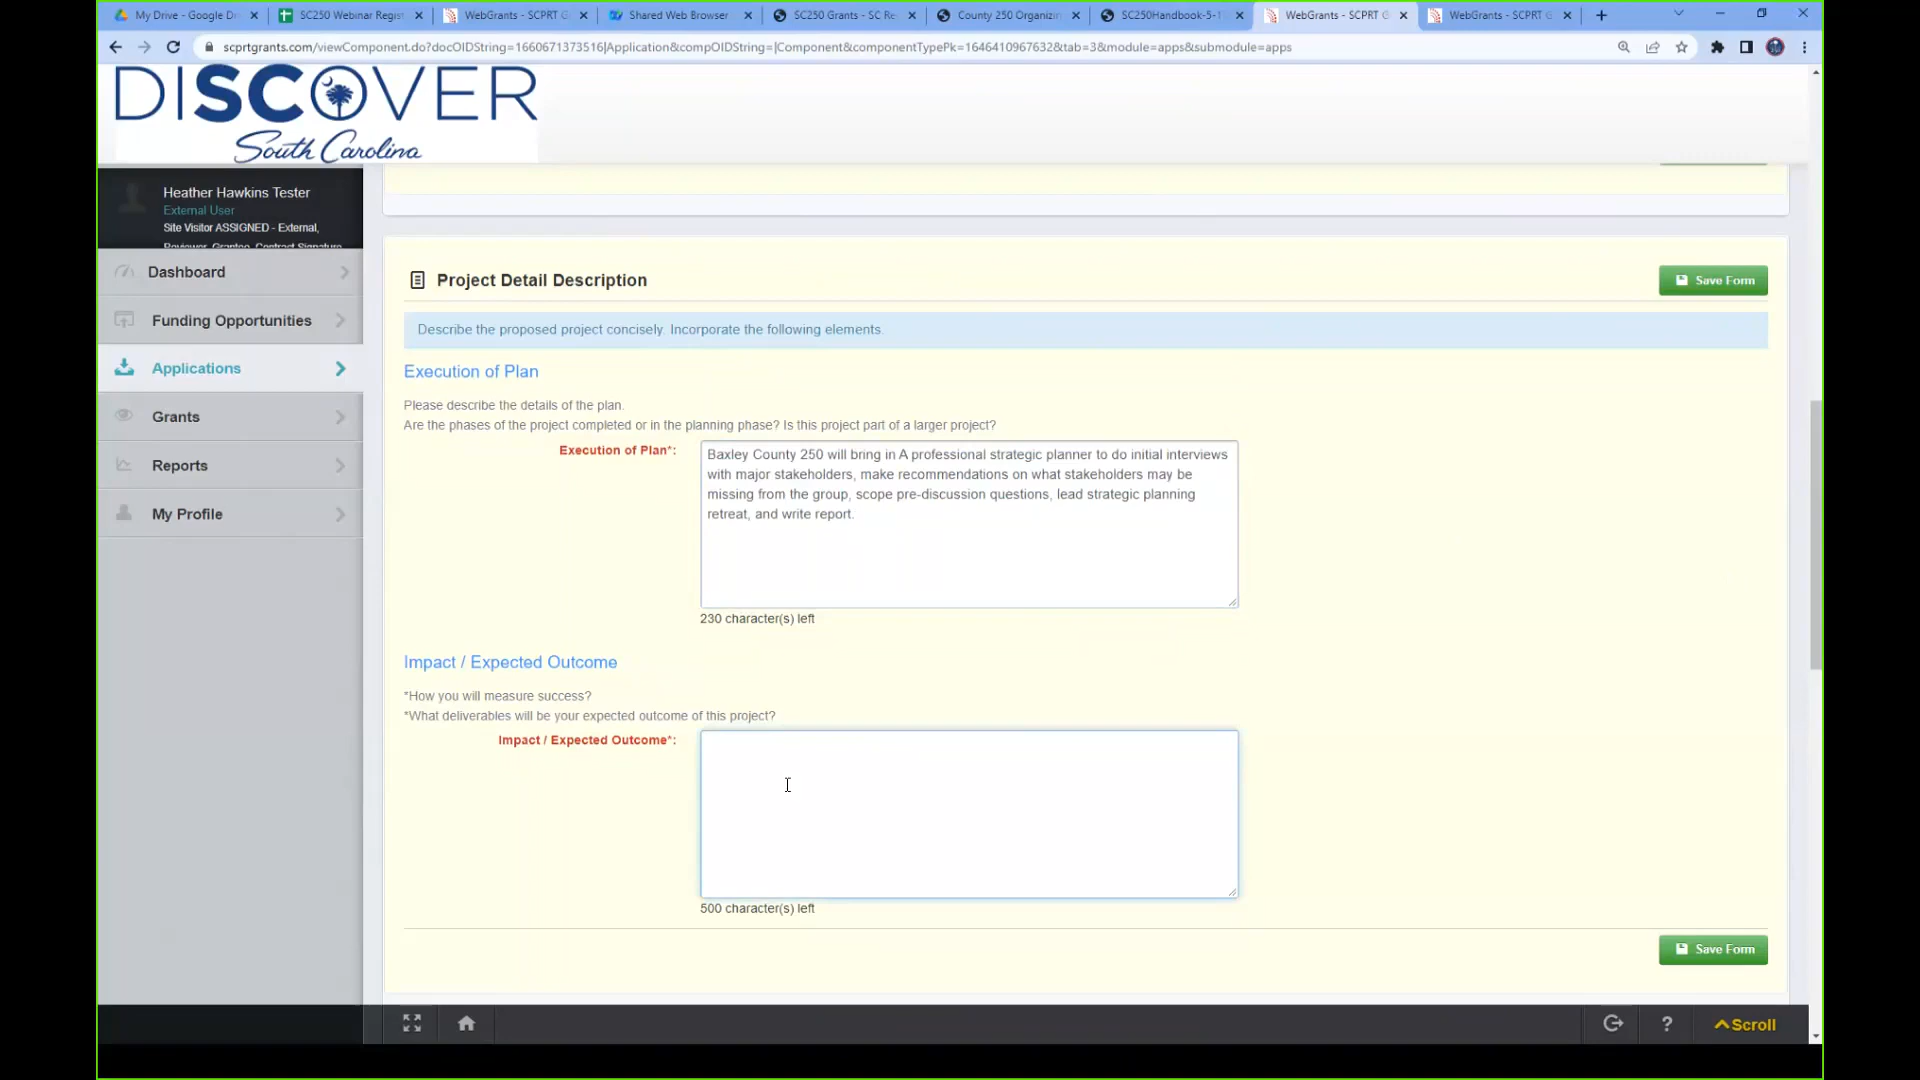 My Drive - Google Dr
SC250 Webinar Regist
WebGrants - SCPRT G
Shared Web Browser
SC250 Grants - SC Re
County 250 Organizin
SC250Handbook-5-1
WebGrants - SCPRT G
WebGrants - SCPRT G
scprtgrants.com/viewComponent.do?docOIDString=1660671373516|Application&compOIDString=|Component&componentTypePk=1646410967632&tab=3&module=apps&submodule=apps
DISCOVER
South Carolina
Heather Hawkins Tester
External User
Site Visitor ASSIGNED - External,
Reviewer, Grantee, Contract Signature
Dashboard
Funding Opportunities
Applications
Grants
Reports
My Profile
Project Detail Description
Save Form
Describe the proposed project concisely. Incorporate the following elements.
Execution of Plan
Please describe the details of the plan.
Are the phases of the project completed or in the planning phase? Is this project part of a larger project?
Execution of Plan*:
Baxley County 250 will bring in A professional strategic planner to do initial interviews
with major stakeholders, make recommendations on what stakeholders may be
missing from the group, scope pre-discussion questions, lead strategic planning
retreat, and write report.
230 character(s) left
Impact / Expected Outcome
*How you will measure success?
*What deliverables will be your expected outcome of this project?
Impact / Expected Outcome*:
500 character(s) left
Save Form
?
Scroll